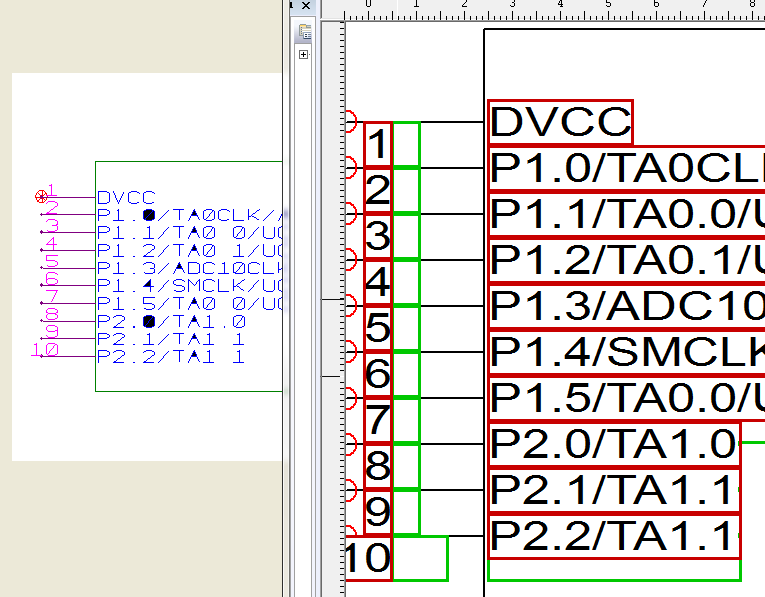 0 1 2 3 4 5 6 7 8
1 DVCC
2 P1.0/TA0CLK//
3 P1.1/TA0 0/UC
4 P1.2/TA0 1/UC
5 P1.3/ADC10CLK
6 P1.4/SMCLK/UC
7 P1.5/TA0 0/UC
8 P2.0/TA1.0
9 P2.1/TA1 1
10 P2.2/TA1 1
1 DVCC
2 P1.0/TA0CL
3 P1.1/TA0.0/U
4 P1.2/TA0.1/U
5 P1.3/ADC10
6 P1.4/SMCLK
7 P1.5/TA0.0/U
8 P2.0/TA1.0
9 P2.1/TA1.1
10 P2.2/TA1.1